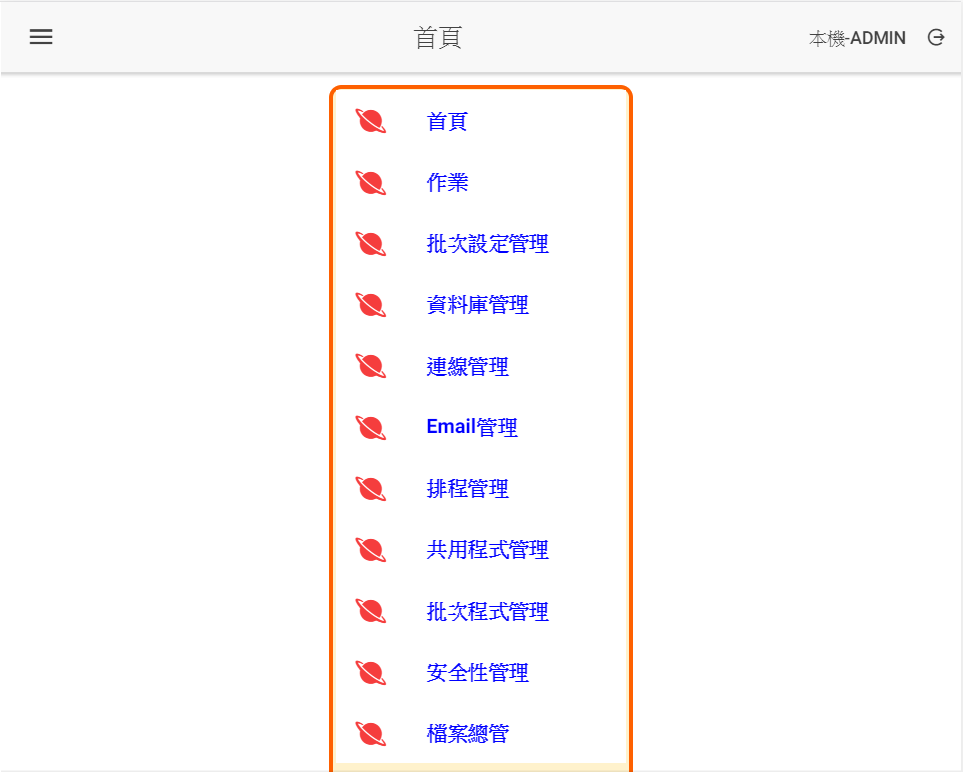 首頁
本機-ADMIN
首頁
作業
批次設定管理
資料庫管理
連線管理
Email管理
排程管理
共用程式管理
批次程式管理
安全性管理
檔案總管